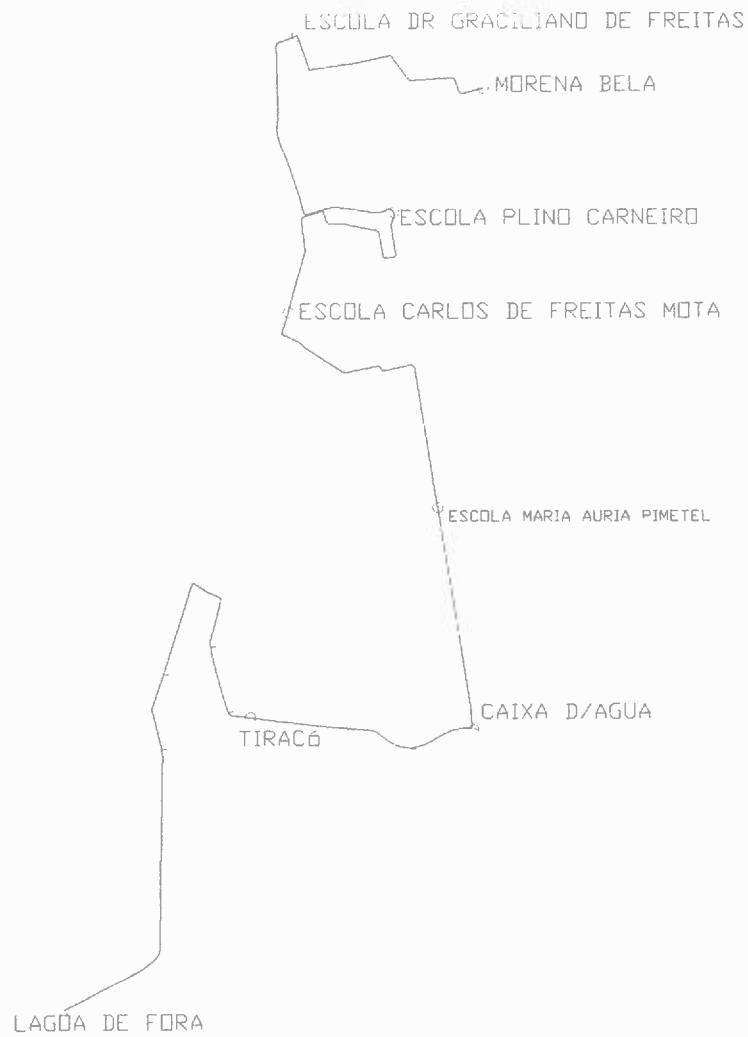 ESCOLA DR GRACILIANO DE FREITAS
MORENA BELA
ESCOLA PLINO CARNEIRO
ESCOLA CARLOS DE FREITAS MOTA
ESCOLA MARIA AURIA PIMETEL
CAIXA D/AGUA
TIRACó
LAGOA DE FORA